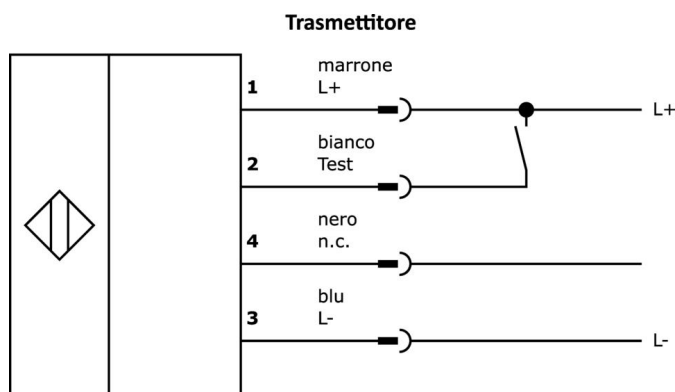 Trasmettitore
marrone
1 L+
L+
bianco
2 Test
nero
4 n.c.
blu
3 L-
L-